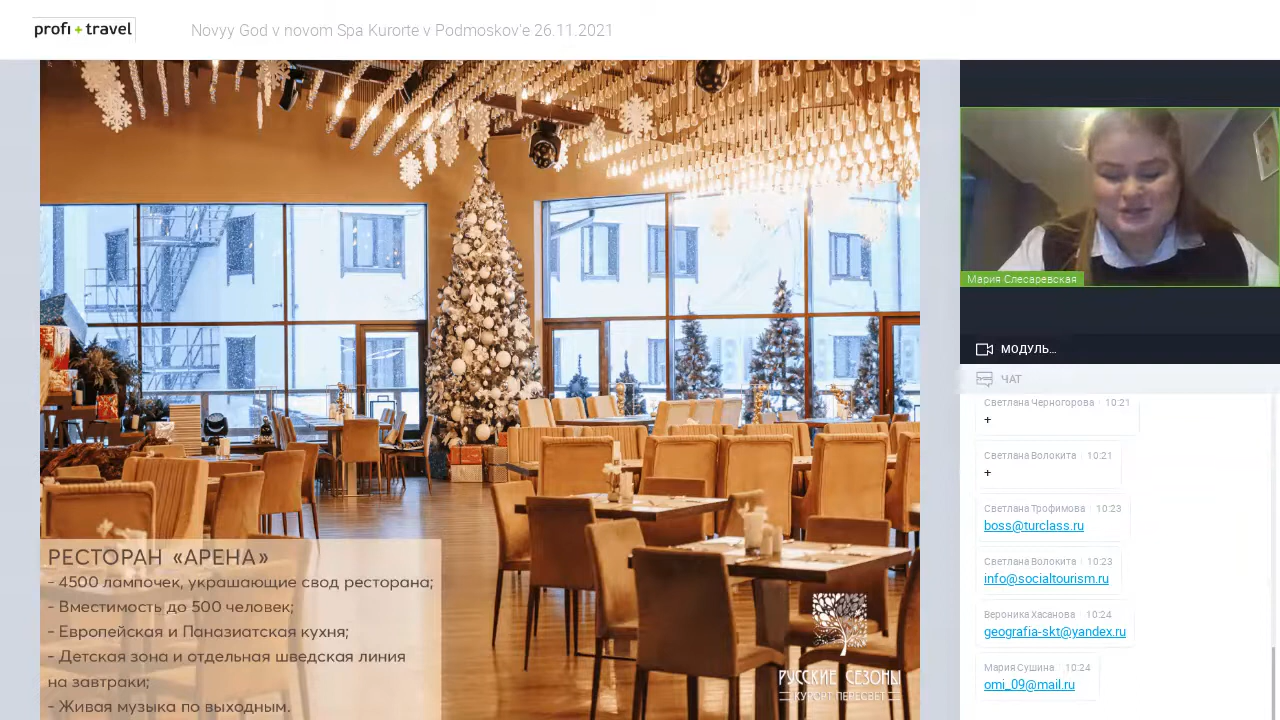 profi + travel
Novyy God v novom Spa Kurorte v Podmoskov'e 26.11.2021
РЕСТОРАН «АРЕНА»
- 4500 лампочек, украшающие свод ресторана;
- Вместимость до 500 человек;
- Европейская и Паназиатская кухня;
- Детская зона и отдельная шведская линия
на завтраки;
- Живая музыка по выходным.
РУССКИЕ СЕЗОНЫ
КУРОРТ ПЕРЕСВЕТ
Мария Слесаревская
МОДУЛЬ...
ЧАТ
Светлана Черногорова · 10:21
+
Светлана Волокита · 10:21
+
Светлана Трофимова · 10:23
boss@turclass.ru
Светлана Волокита · 10:23
info@socialtourism.ru
Вероника Хасанова · 10:24
geografia-skt@yandex.ru
Мария Сушина · 10:24
omi_09@mail.ru